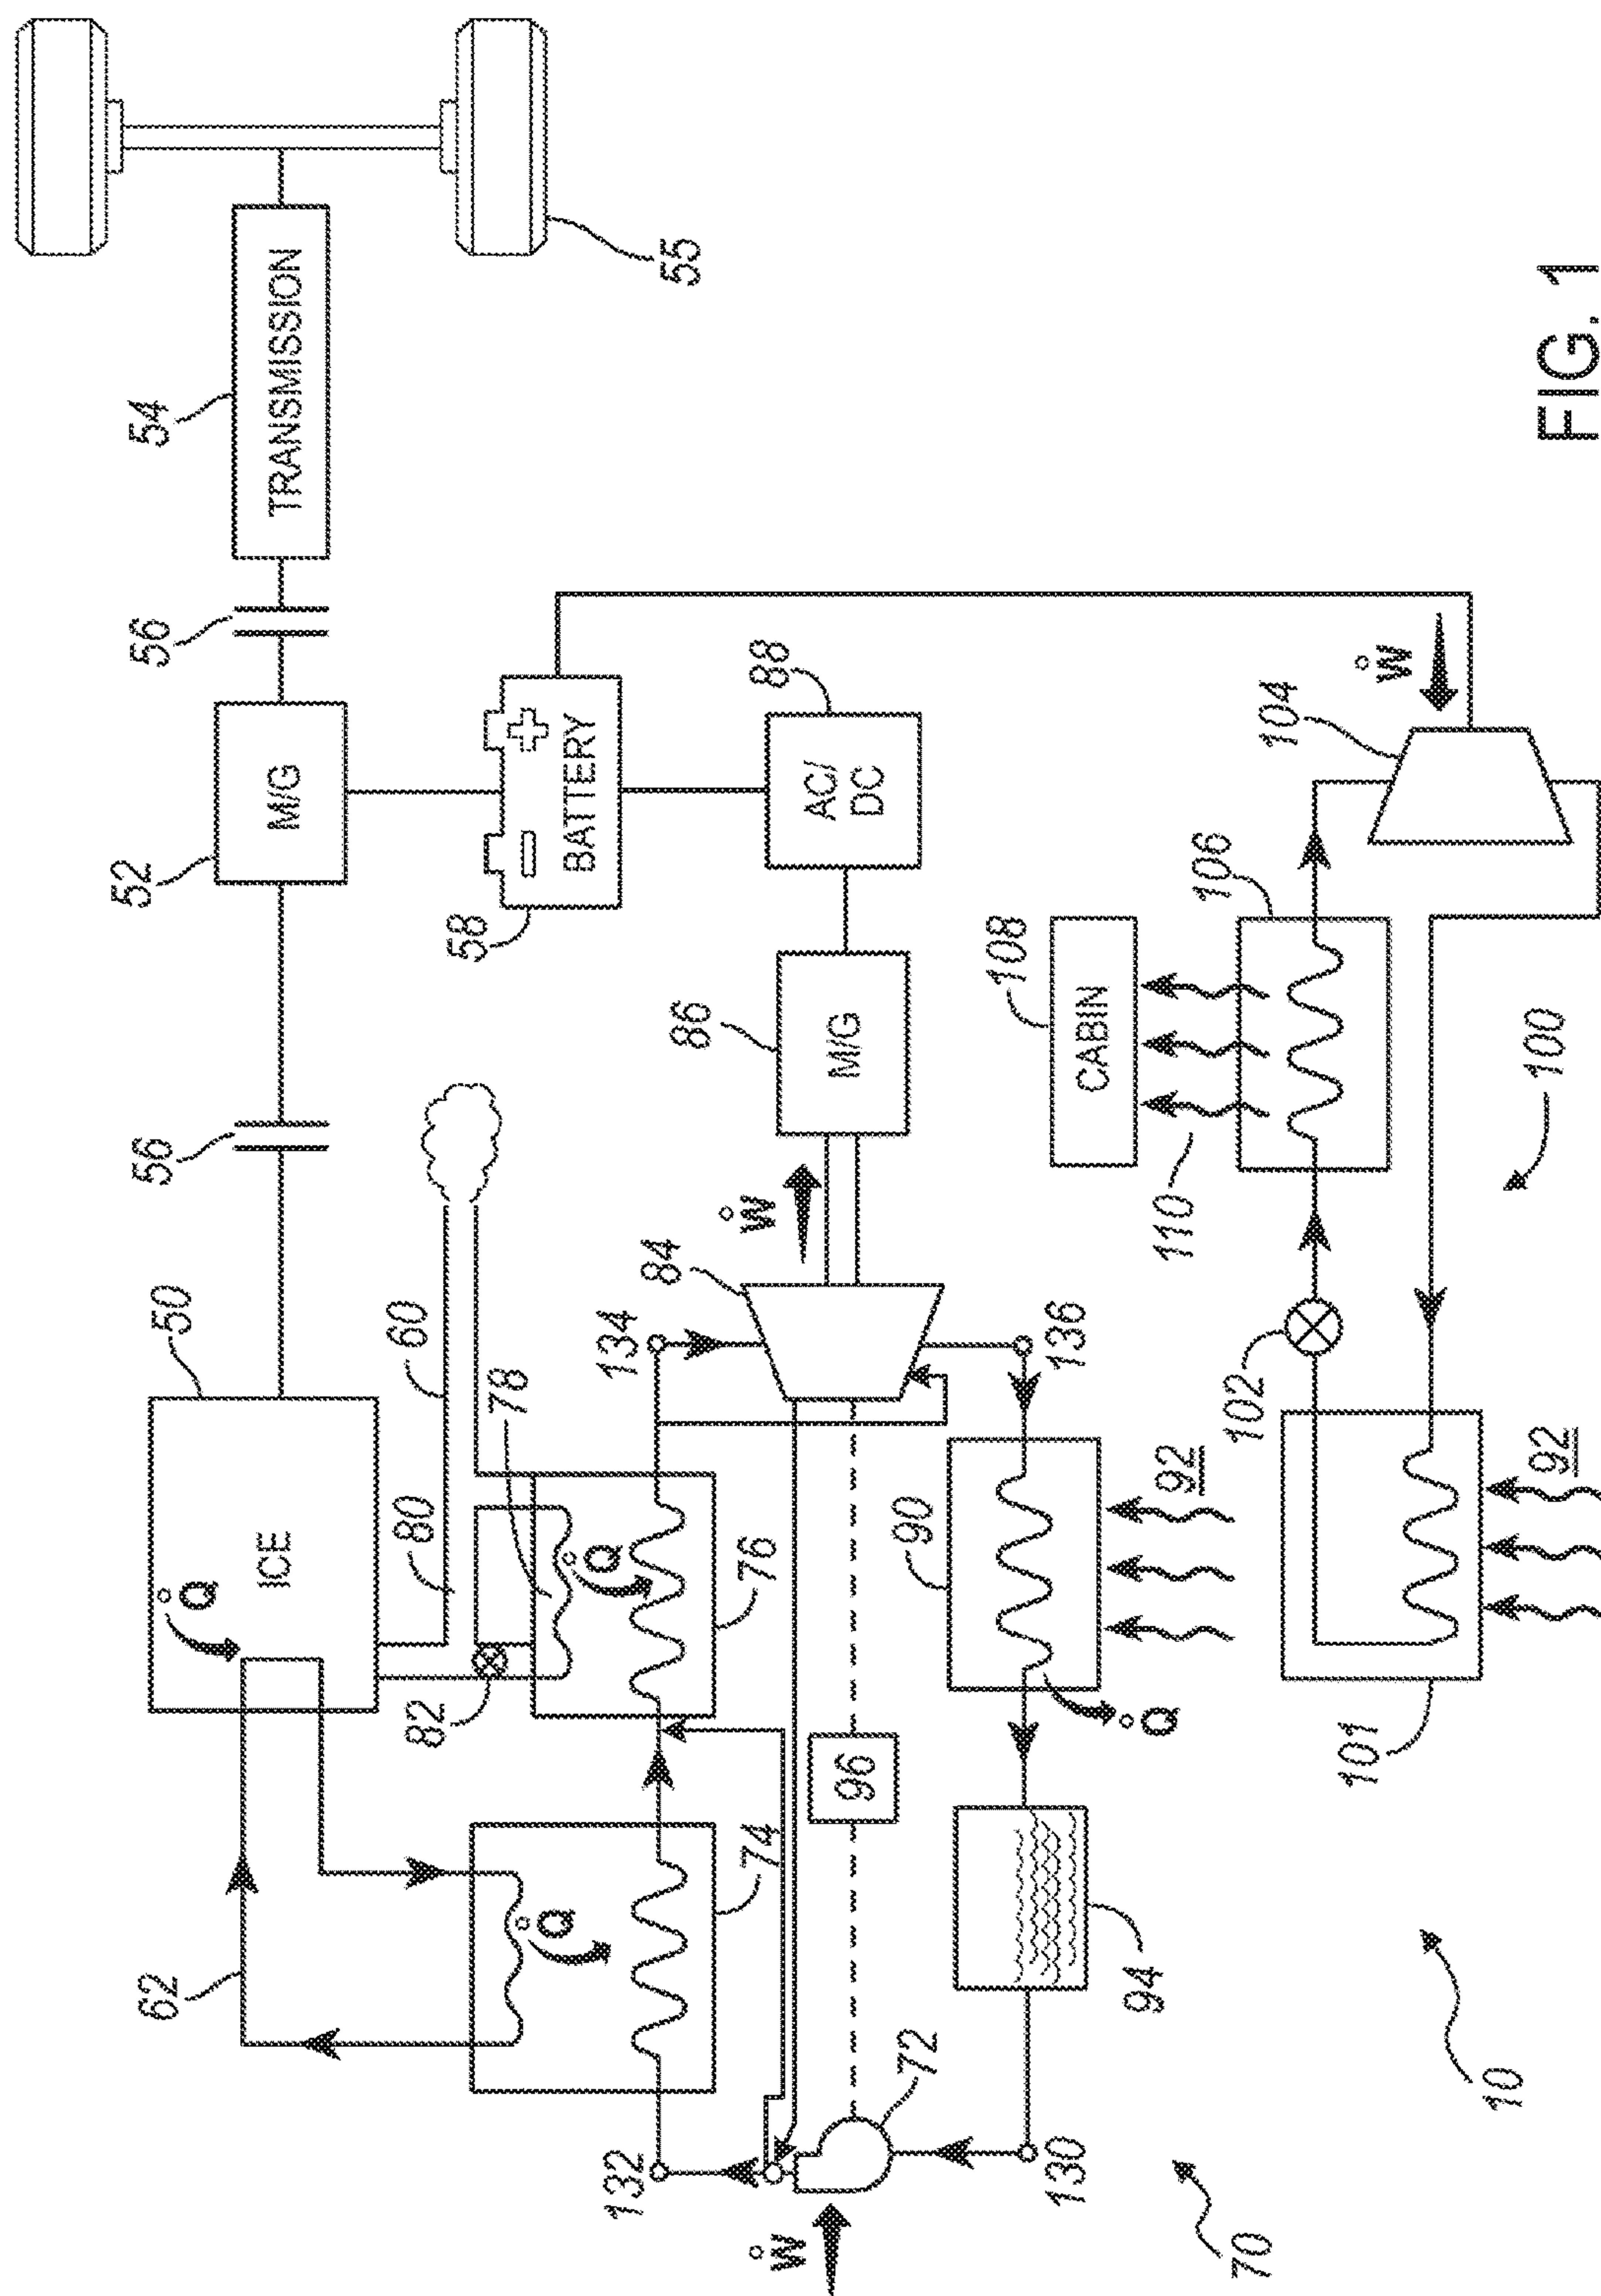 50
56
52
56
54
TRANSMISSION
M/G
ICE
Q̇
62
60
80
78
82
58
BATTERY
55
Q̇
Q̇
74
76
132
134
84
Ẇ
86
M/G
88
AC/
DC
Ẇ
72
96
90
136
130
94
Q̇
92
108
CABIN
110
106
104
Ẇ
102
101
92
100
70
10
FIG. 1